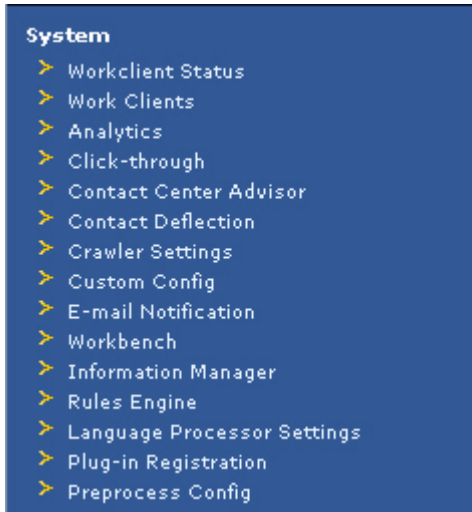 System
Workclient Status
Work Clients
Analytics
Click-through
Contact Center Advisor
Contact Deflection
Crawler Settings
Custom Config
E-mail Notification
Workbench
Information Manager
Rules Engine
Language Processor Settings
Plug-in Registration
Preprocess Config